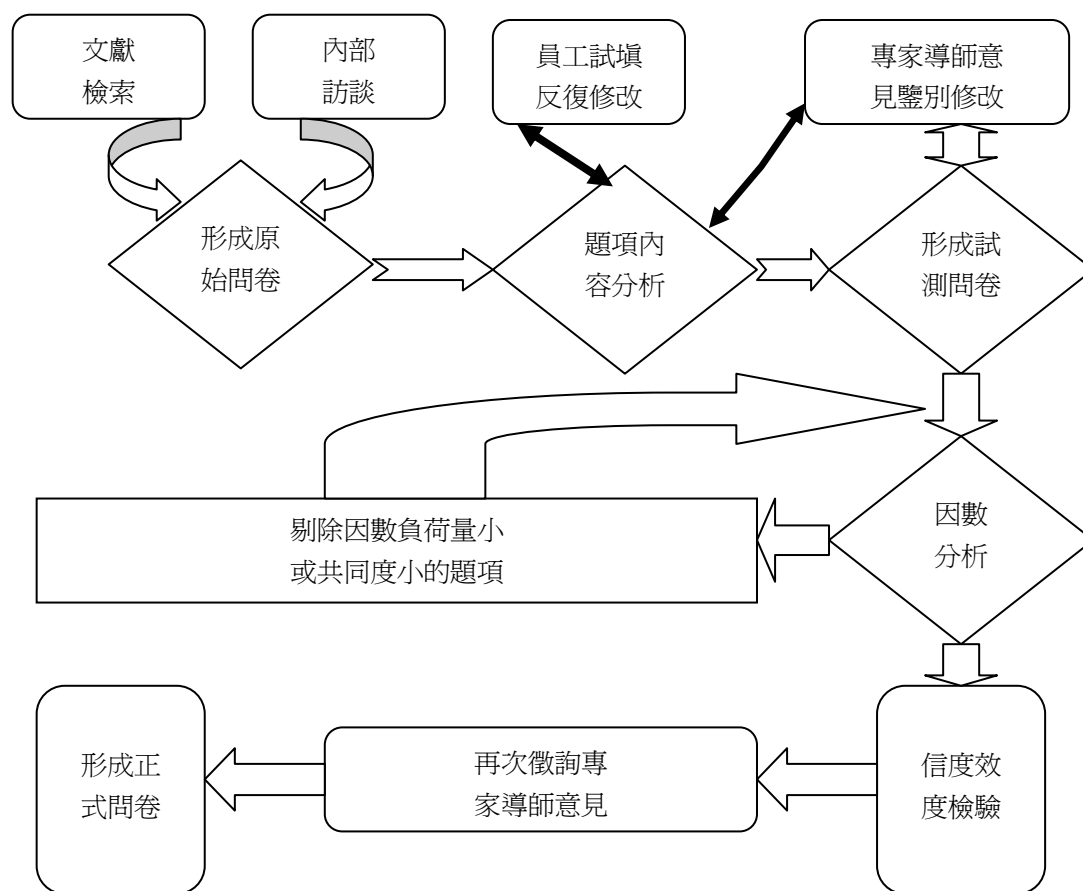 文獻
檢索
內部
訪談
員工試填
反復修改
專家導師意
見鑒別修改
形成原
始問卷
題項內
容分析
形成試
測問卷
剔除因數負荷量小
或共同度小的題項
因數
分析
形成正
式問卷
再次徵詢專
家導師意見
信度效
度檢驗